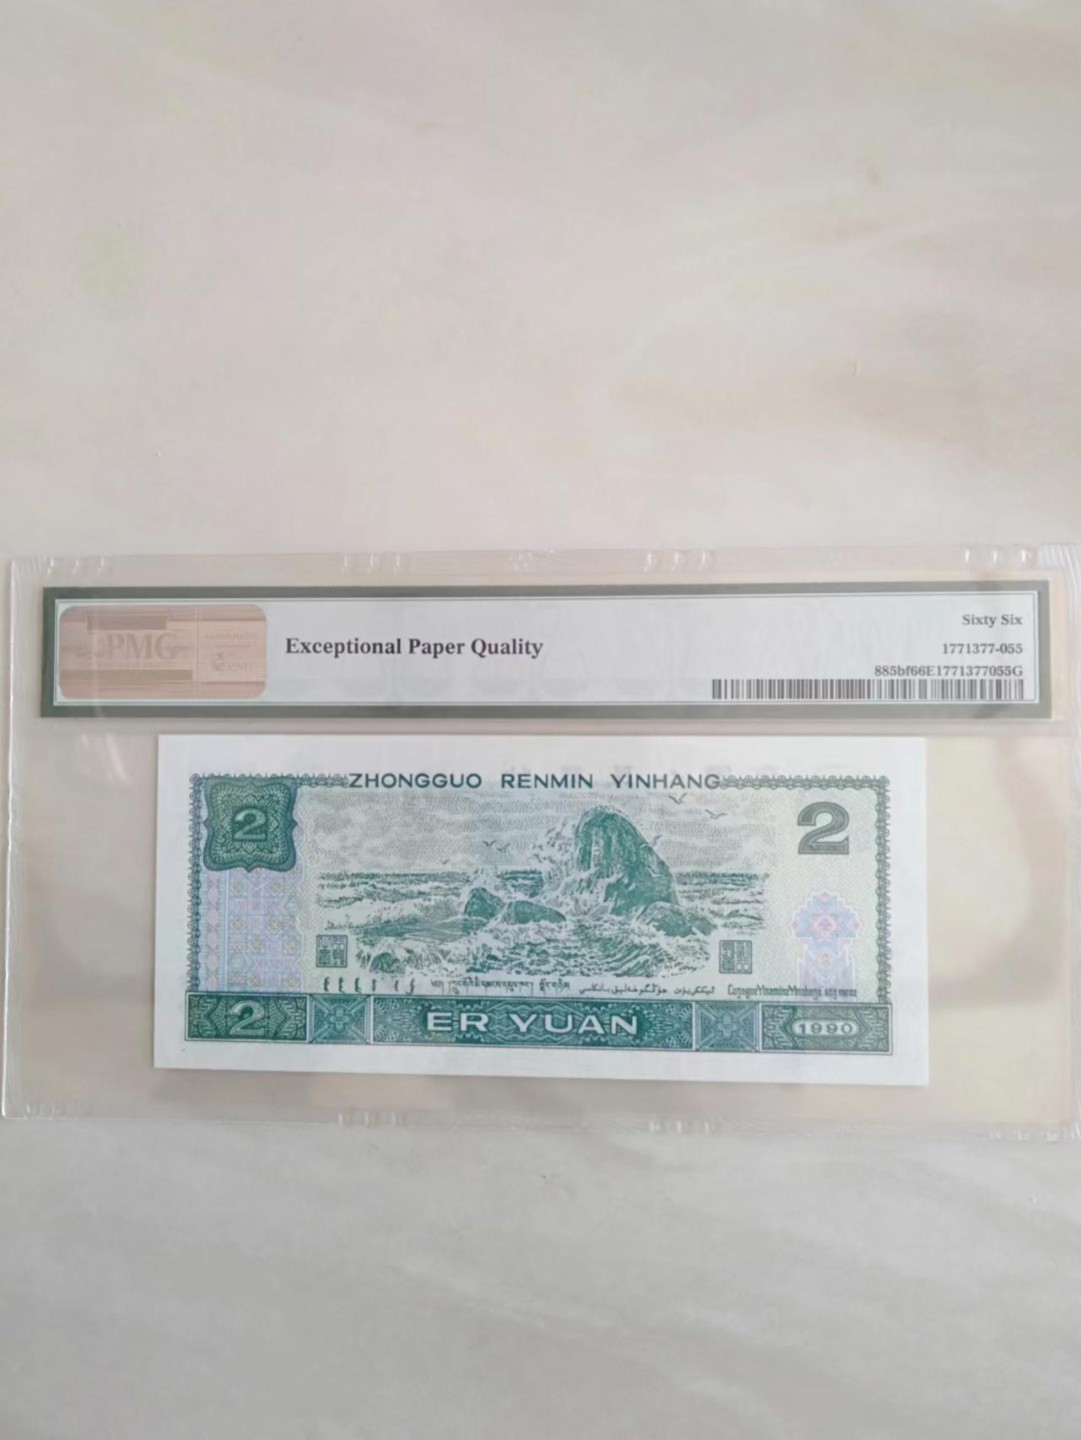 PMG
Exceptional Paper Quality
Sixty Six
1771377-055
885bf66E1771377055G
ZHONGGUO RENMIN YINHANG
2
2
2
ER YUAN
1990